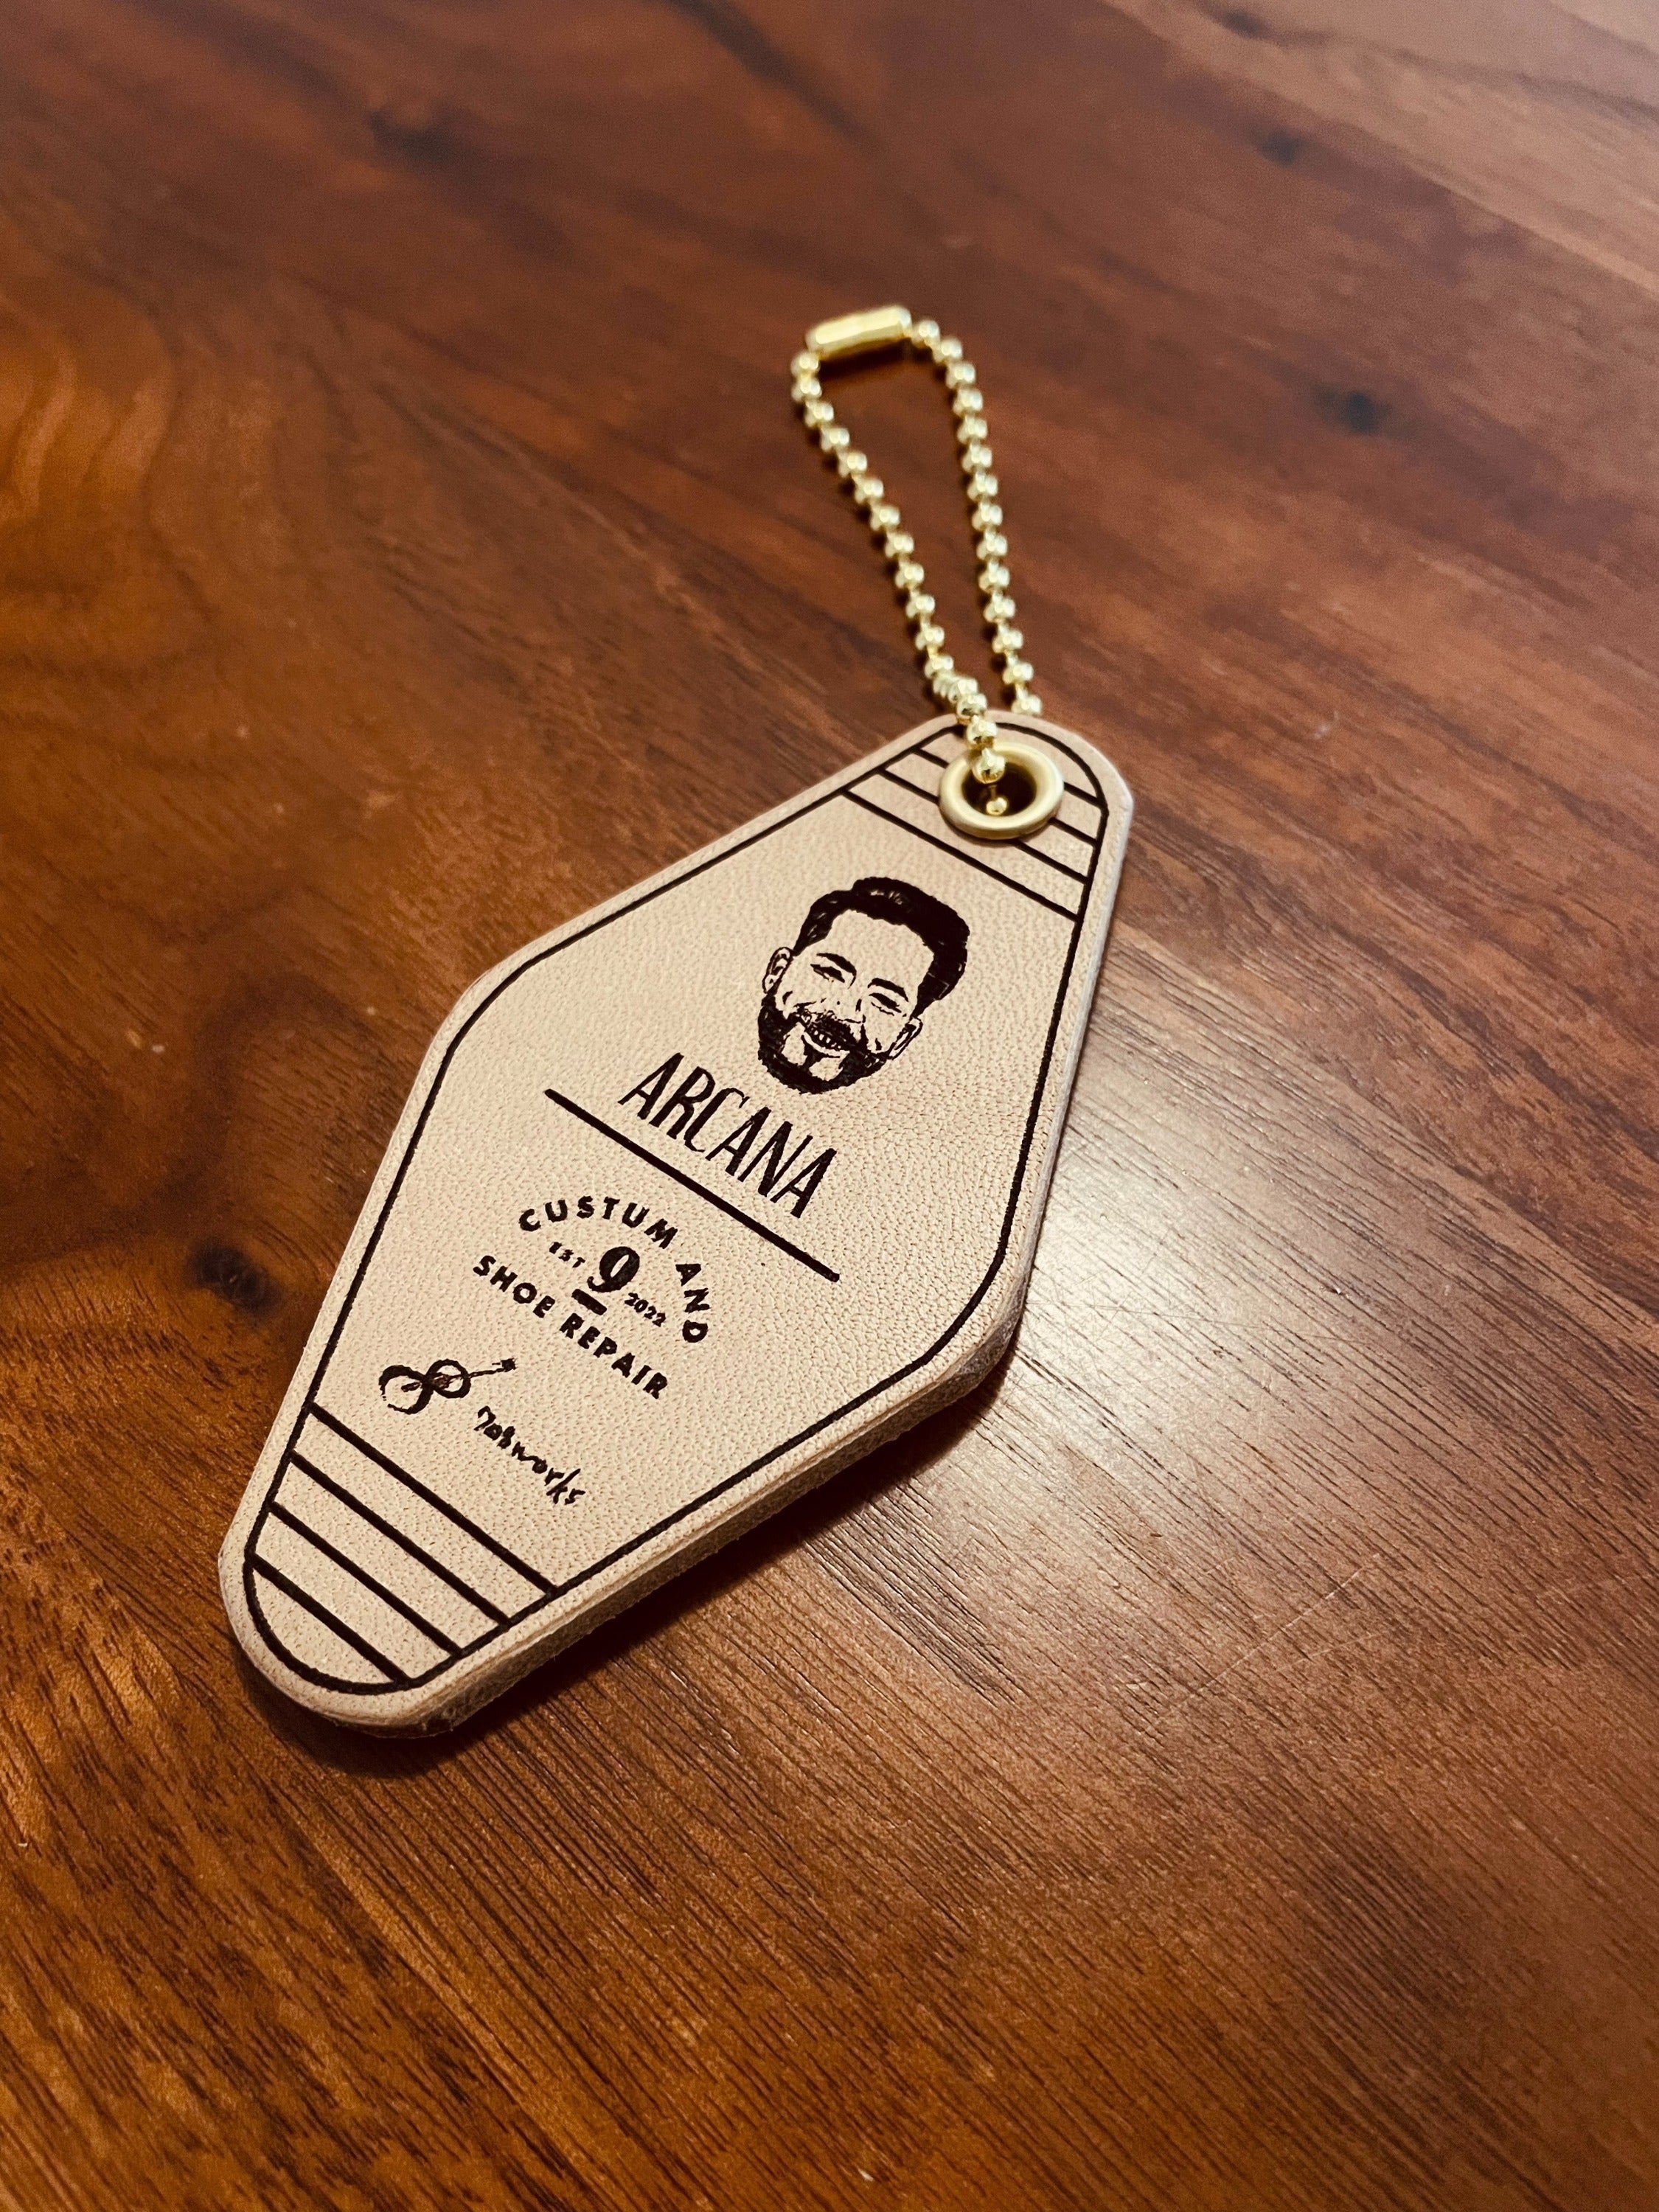 ARCANA
CUSTUM AND
EST 9 2022
SHOE REPAIR